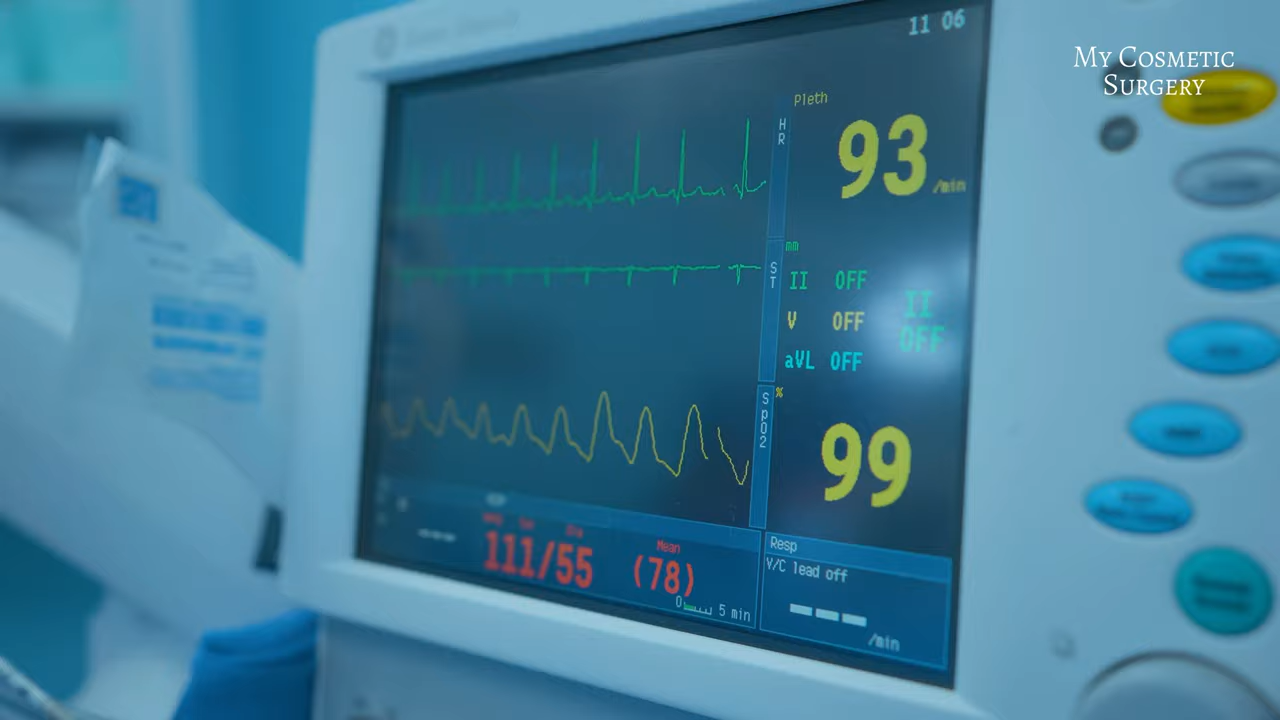 11 06
My Cosmetic
Surgery
Pleth
HR
93
/min
mm
ST
II OFF
V OFF
aVL OFF
II
OFF
%
SpO2
99
111/55
Mean
(78)
0 5 min
Resp
V/C lead off
/min